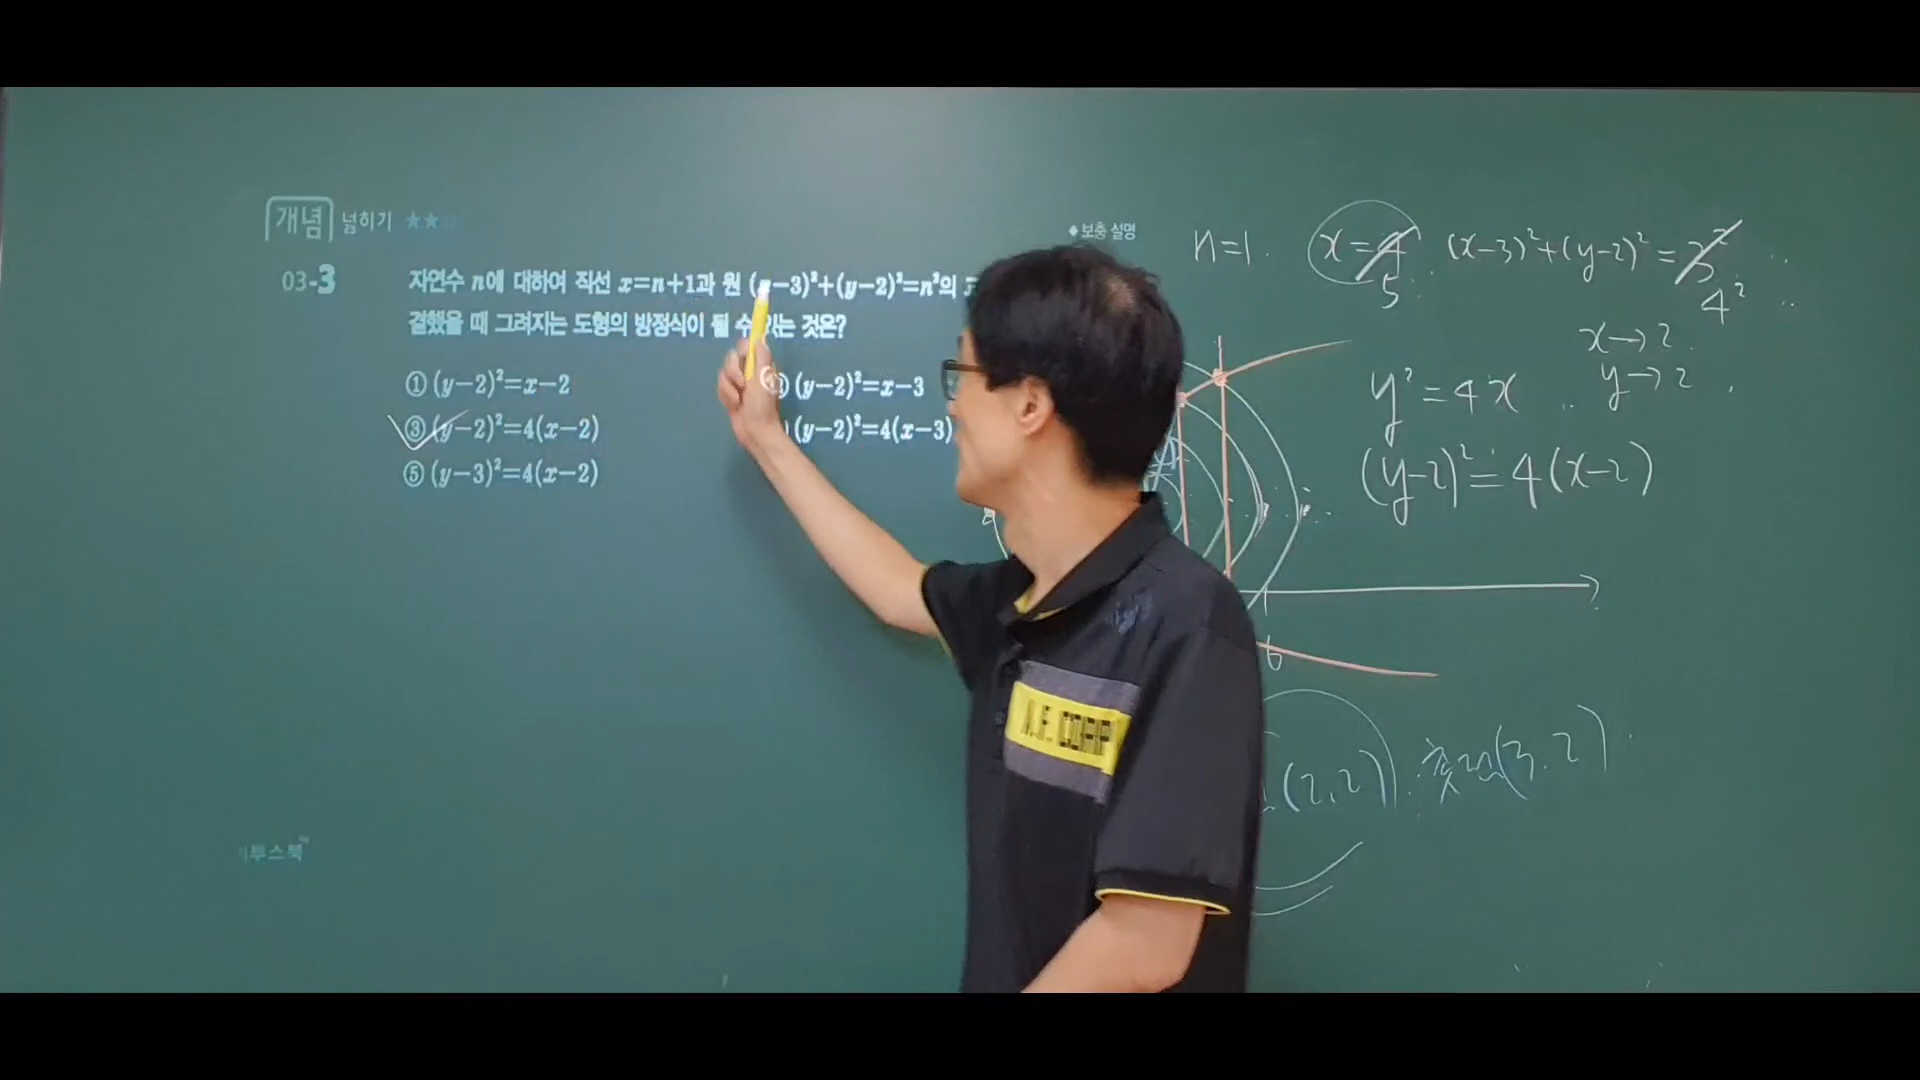 개념 넓히기 ★★
◆보충 설명
03-3 자연수 n에 대하여 직선 x=n+1과 원 (x-3)²+(y-2)²=n²의
결했을 때 그려지는 도형의 방정식이 될 수 있는 것은?
① (y-2)²=x-2
② (y-2)²=x-3
③ (y-2)²=4(x-2)
(y-2)²=4(x-3)
⑤ (y-3)²=4(x-2)
이투스북
n=1. x=4 (x-3)²+(y-2)²=3²
5 4²
x→2
y→2
y²=4x
(y-2)²=4(x-2)
6
(2,2) 초점(3,2)